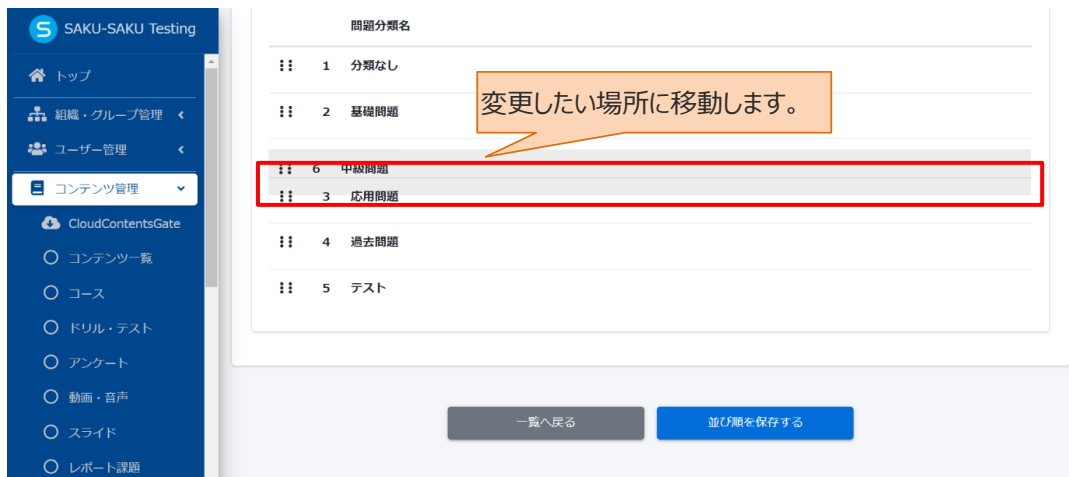 SAKU-SAKU Testing
トップ
組織・グループ管理
ユーザー管理
コンテンツ管理
CloudContentsGate
コンテンツ一覧
コース
ドリル・テスト
アンケート
動画・音声
スライド
レポート課題
問題分類名
1 分類なし
2 基礎問題
変更したい場所に移動します。
6 中級問題
3 応用問題
4 過去問題
5 テスト
一覧へ戻る
並び順を保存する